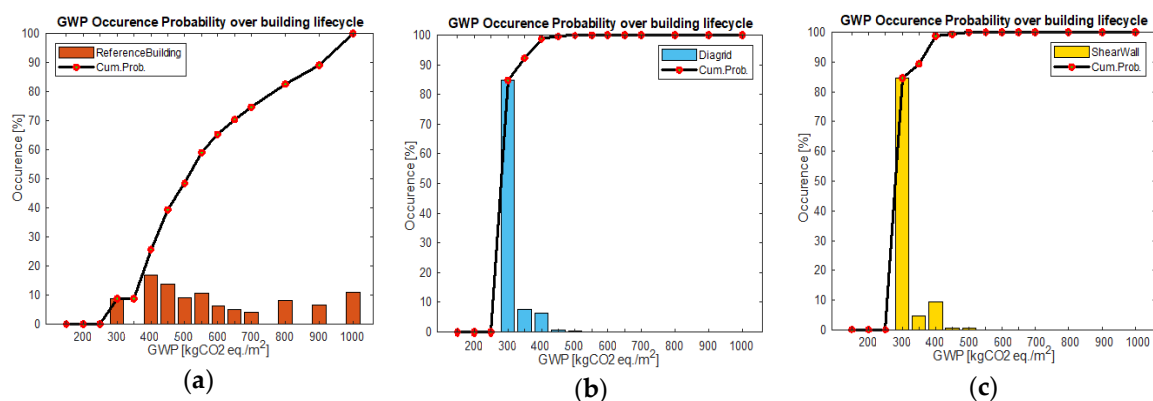 GWP Occurence Probability over building lifecycle
100
90
80
70
60
50
40
30
20
10
0
Occurence [%]
ReferenceBuilding
Cum.Prob.
200 300 400 500 600 700 800 900 1000
GWP [kgCO2 eq./m²]
(a)
GWP Occurence Probability over building lifecycle
100
90
80
70
60
50
40
30
20
10
0
Occurence [%]
Diagrid
Cum.Prob.
200 300 400 500 600 700 800 900 1000
GWP [kgCO2 eq./m²]
(b)
GWP Occurence Probability over building lifecycle
100
90
80
70
60
50
40
30
20
10
0
Occurence [%]
ShearWall
Cum.Prob.
200 300 400 500 600 700 800 900 1000
GWP [kgCO2 eq./m²]
(c)